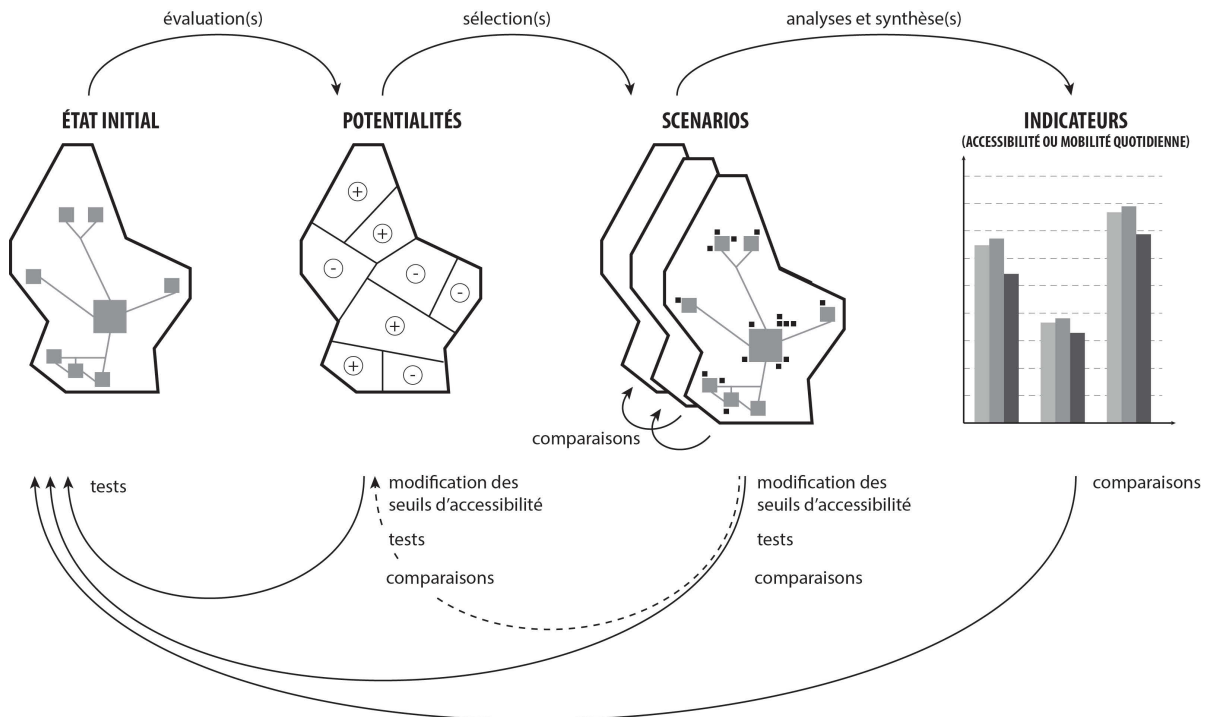 évaluation(s)
sélection(s)
analyses et synthèse(s)
ÉTAT INITIAL
POTENTIALITÉS
SCENARIOS
INDICATEURS
(ACCESSIBILITÉ OU MOBILITÉ QUOTIDIENNE)
+
+
-
-
-
+
+
-
comparaisons
tests
modification des
seuils d'accessibilité
tests
comparaisons
modification des
seuils d'accessibilité
tests
comparaisons
comparaisons